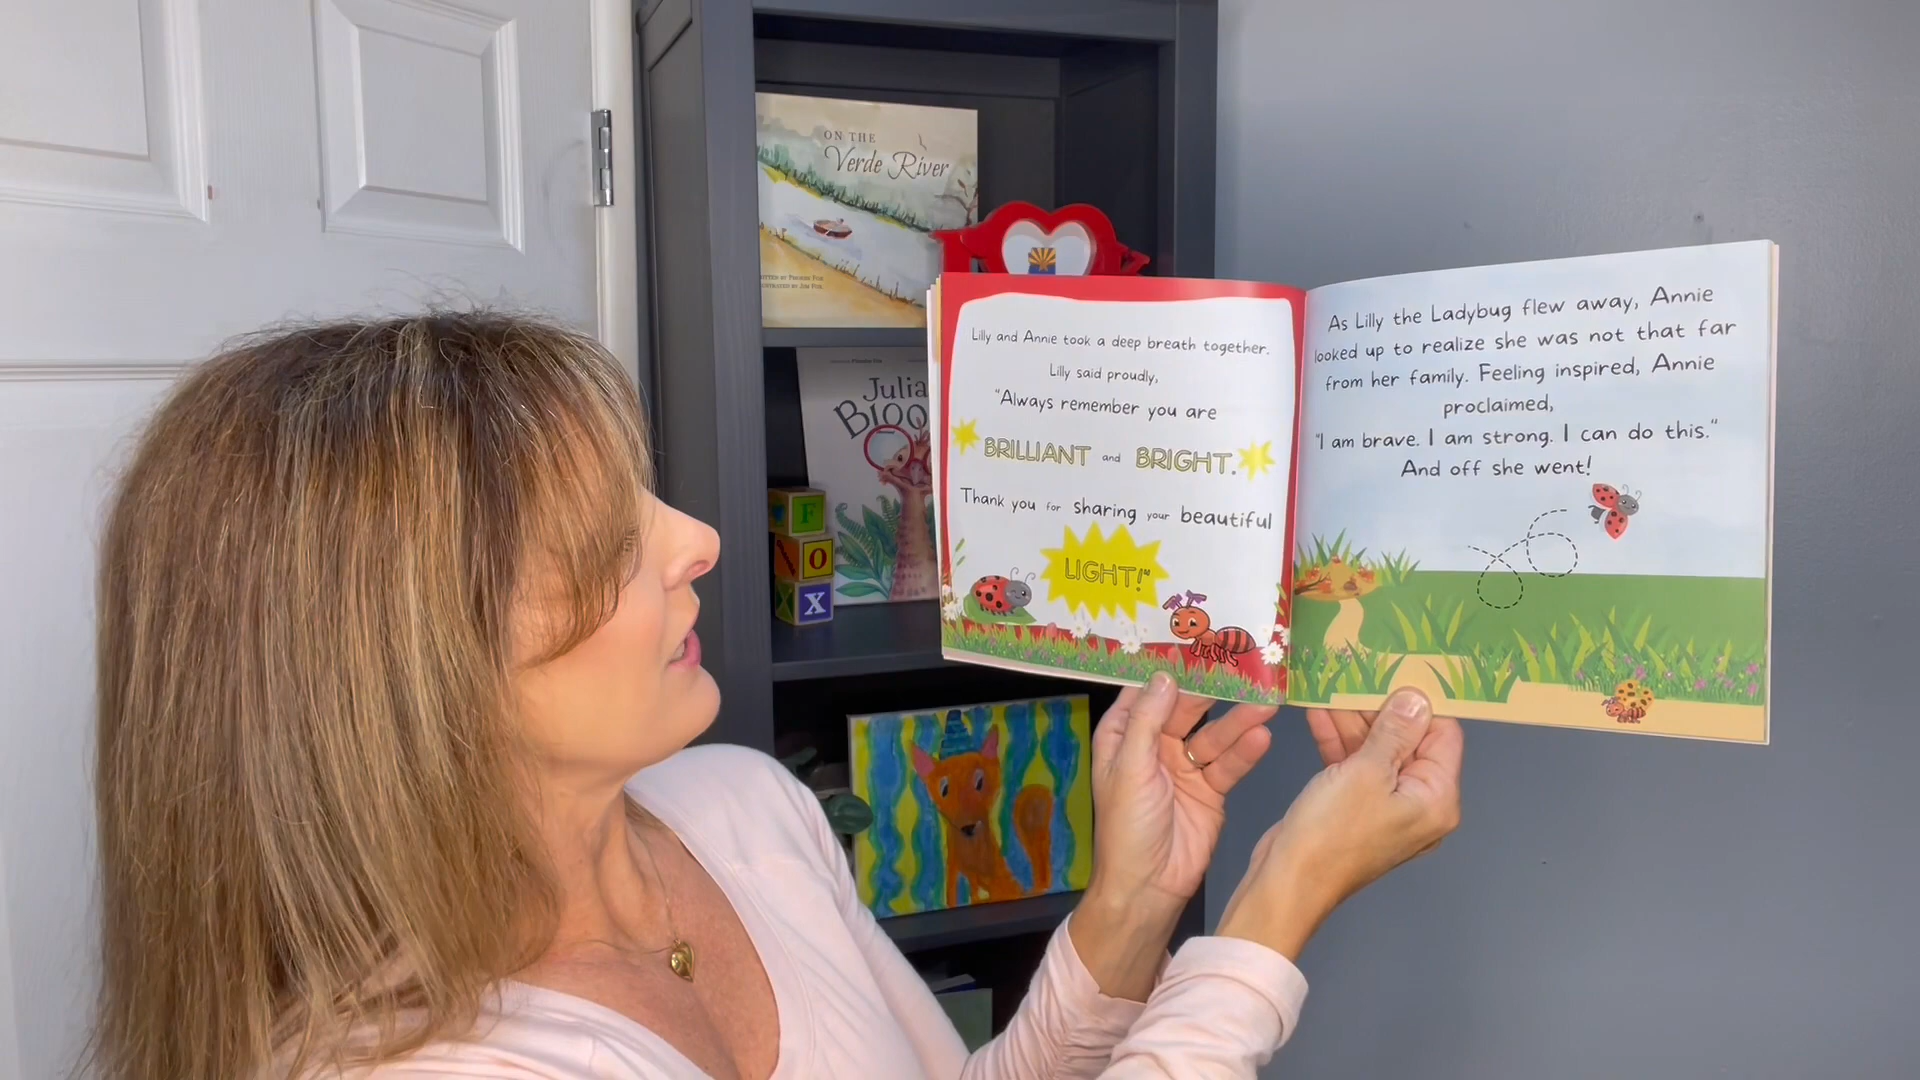 ON THE
Verde River
Julia
F
O
X
X
Lilly and Annie took a deep breath together.
Lilly said proudly,
"Always remember you are
BRILLIANT and BRIGHT.
Thank you for sharing your beautiful
LIGHT!"
As Lilly the Ladybug flew away, Annie
looked up to realize she was not that far
from her family. Feeling inspired, Annie
proclaimed,
"I am brave. I am strong. I can do this."
And off she went!